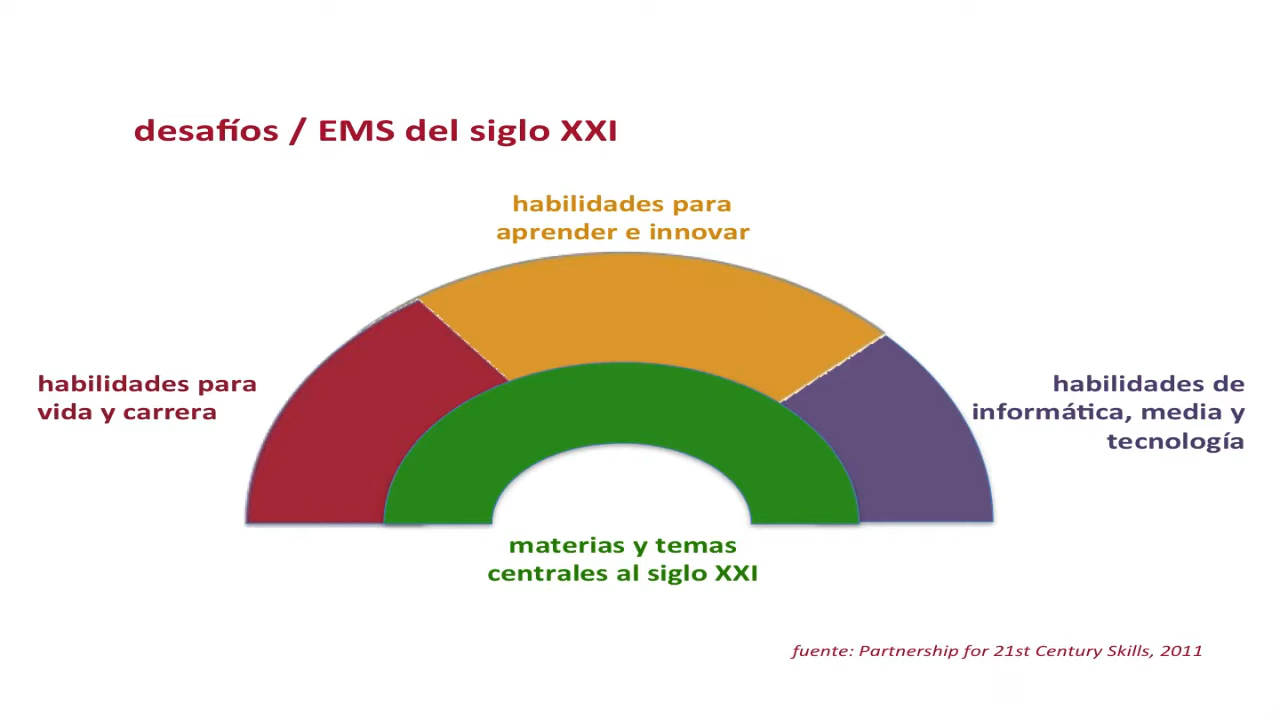 desafíos / EMS del siglo XXI
habilidades para
aprender e innovar
habilidades para
vida y carrera
habilidades de
informática, media y
tecnología
materias y temas
centrales al siglo XXI
fuente: Partnership for 21st Century Skills, 2011